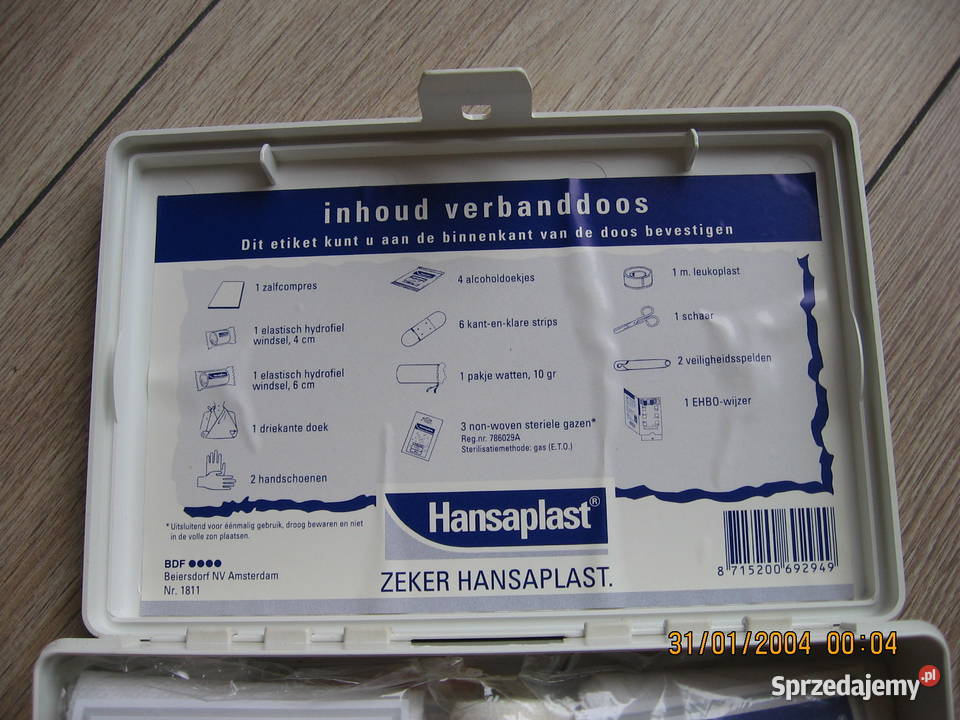 inhoud verbanddoos
Dit etiket kunt u aan de binnenkant van de doos bevestigen
1 zalfcompres
1 elastisch hydrofiel
windsel, 4 cm
1 elastisch hydrofiel
windsel, 6 cm
1 driekante doek
2 handschoenen
4 alcoholdoekjes
6 kant-en-klare strips
1 pakje watten, 10 gr
3 non-woven steriele gazen*
Reg.nr. 786029A
Sterilisatiemethode: gas (E.T.O.)
1 m. leukoplast
1 schaar
2 veiligheidsspelden
1 EHBO-wijzer
*Uitsluitend voor éénmalig gebruik, droog bewaren en niet
in de volle zon plaatsen.
BDF ●●●●
Beiersdorf NV Amsterdam
Nr. 1811
Hansaplast®
ZEKER HANSAPLAST.
8 715200 692949
31/01/2004 00:04
Sprzedajemy.pl